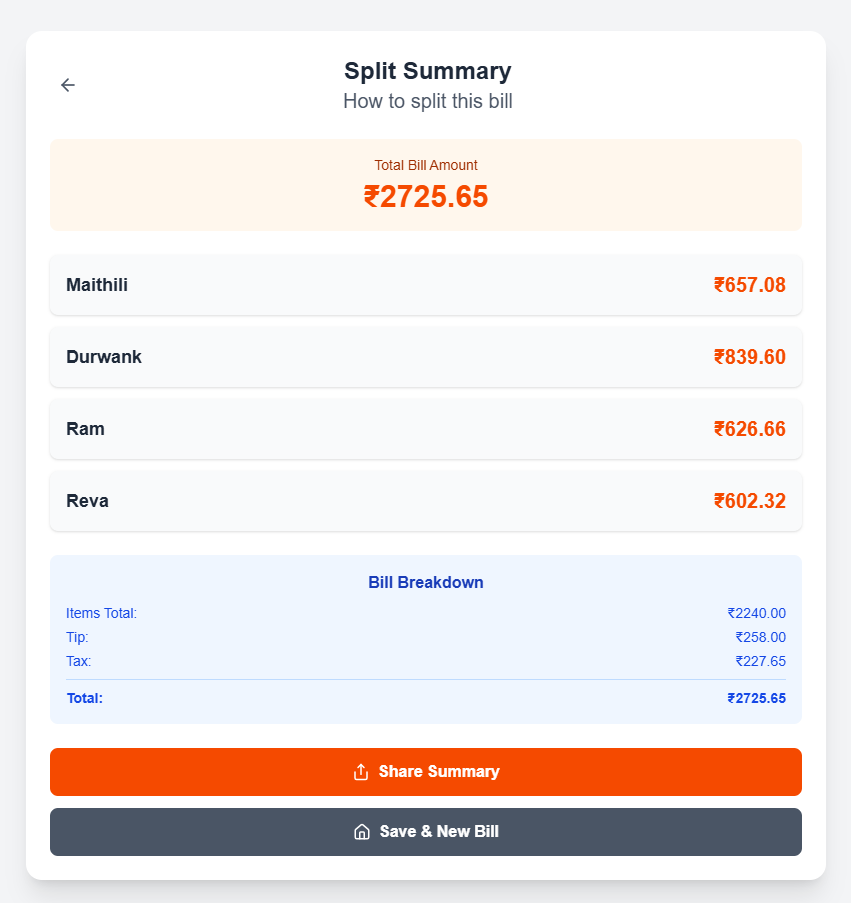 Split Summary
How to split this bill
Total Bill Amount
₹2725.65
Maithili ₹657.08
Durwank ₹839.60
Ram ₹626.66
Reva ₹602.32
Bill Breakdown
Items Total: ₹2240.00
Tip: ₹258.00
Tax: ₹227.65
Total: ₹2725.65
Share Summary
Save & New Bill